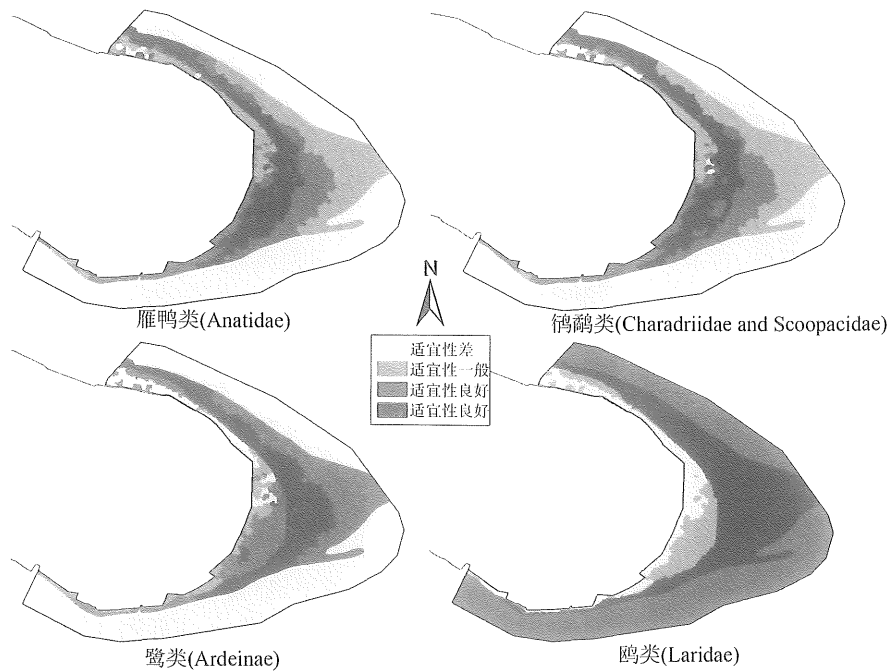 雁鸭类(Anatidae)
N
鸻鹬类(Charadriidae and Scoopacidae)
适宜性差
适宜性一般
适宜性良好
适宜性良好
鹭类(Ardeinae)
鸥类(Laridae)